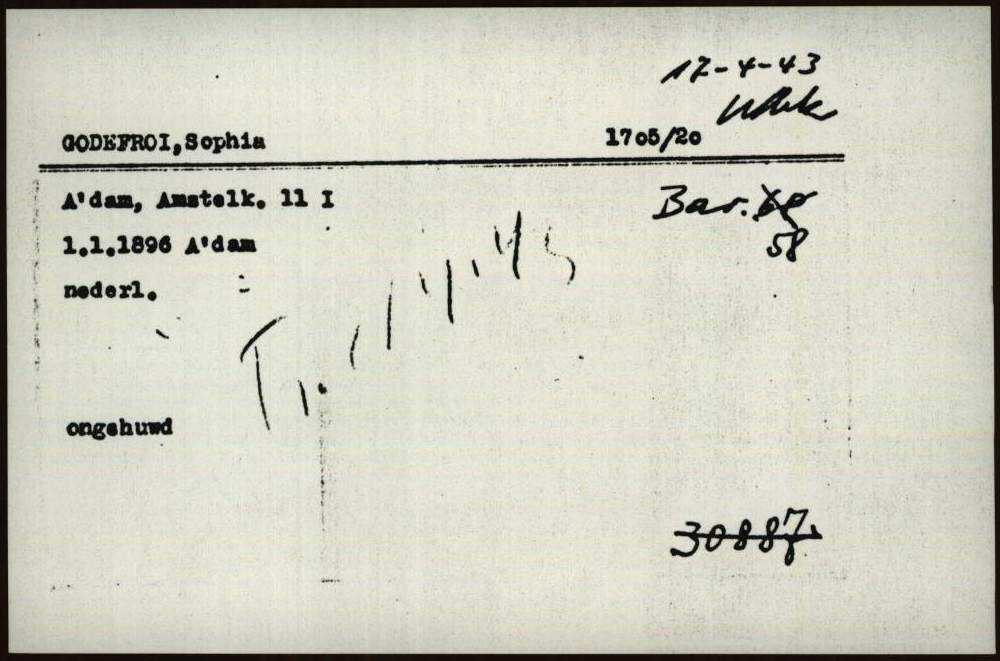 17-4-43
GODEFROI,Sophia 1705/20
A'dam, Amstelk. 11 I Bar.
58
1.1.1896 A'dam
nederl.
ongehuwd
30887.